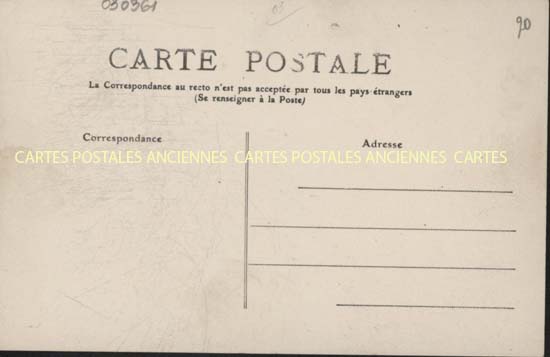 030361
03
90
CARTE POSTALE
La Correspondance au recto n'est pas acceptée par tous les pays étrangers
(Se renseigner à la Poste)
Correspondance
Adresse
CARTES POSTALES ANCIENNES CARTES POSTALES ANCIENNES CARTES